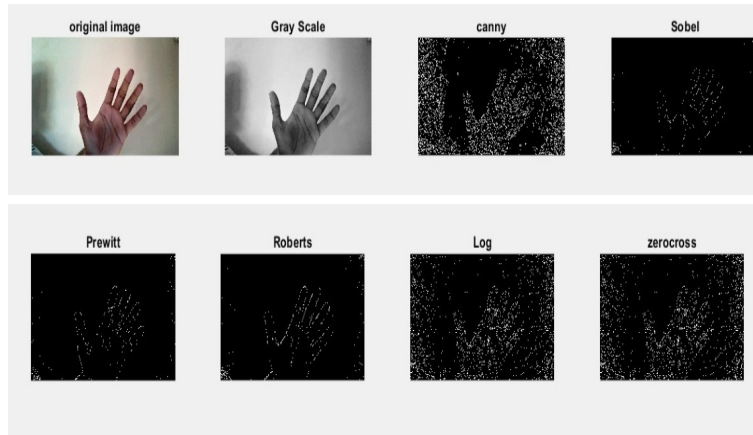 original image
Gray Scale
canny
Sobel
Prewitt
Roberts
Log
zerocross